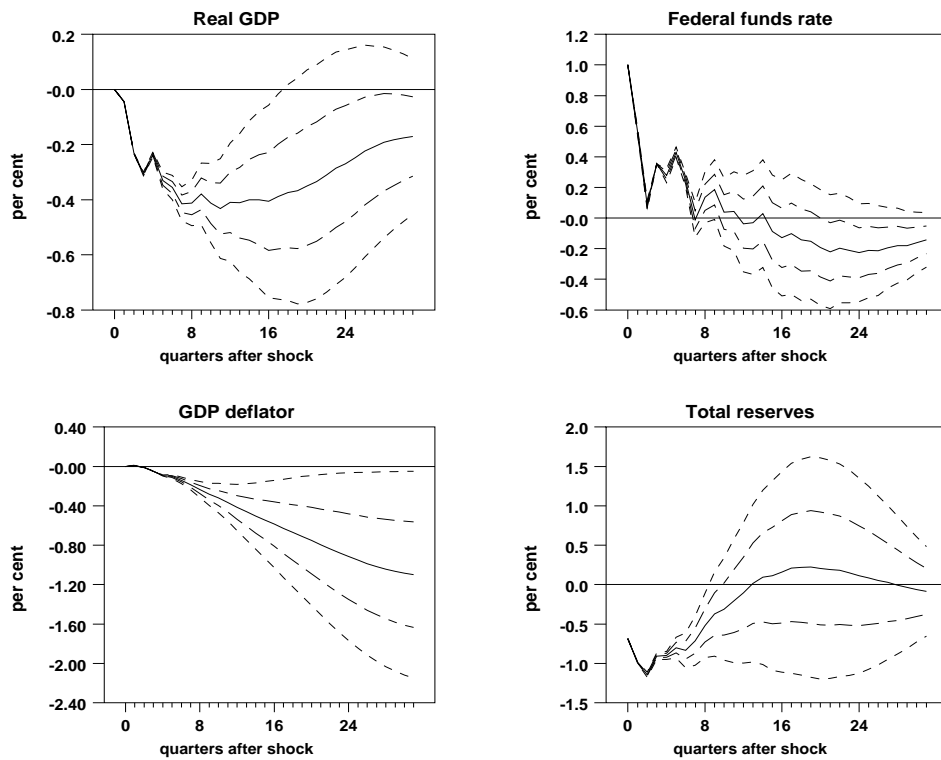 Real GDP
0.2
-0.0
-0.2
-0.4
-0.6
-0.8
per cent
0 8 16 24
quarters after shock
Federal funds rate
1.2
1.0
0.8
0.6
0.4
0.2
-0.0
-0.2
-0.4
-0.6
per cent
0 8 16 24
quarters after shock
GDP deflator
0.40
-0.00
-0.40
-0.80
-1.20
-1.60
-2.00
-2.40
per cent
0 8 16 24
quarters after shock
Total reserves
2.0
1.5
1.0
0.5
0.0
-0.5
-1.0
-1.5
per cent
0 8 16 24
quarters after shock